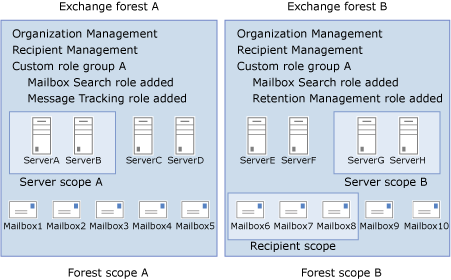 Exchange forest A
Organization Management
Recipient Management
Custom role group A
Mailbox Search role added
Message Tracking role added
ServerA ServerB ServerC ServerD
Server scope A
Mailbox1 Mailbox2 Mailbox3 Mailbox4 Mailbox5
Forest scope A
Exchange forest B
Organization Management
Recipient Management
Custom role group A
Mailbox Search role added
Retention Management role added
ServerE ServerF ServerG ServerH
Server scope B
Mailbox6 Mailbox7 Mailbox8 Mailbox9 Mailbox10
Recipient scope
Forest scope B